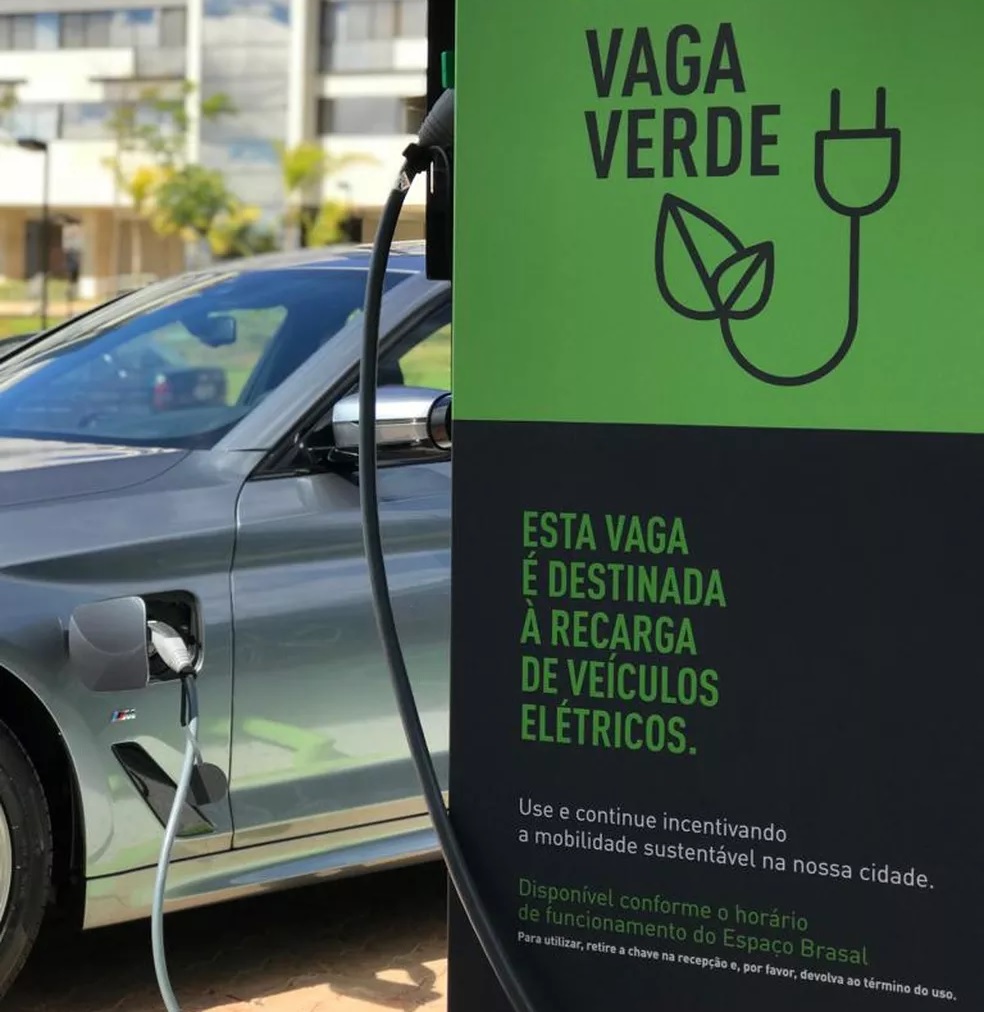 VAGA
VERDE
ESTA VAGA
É DESTINADA
À RECARGA
DE VEÍCULOS
ELÉTRICOS.
Use e continue incentivando
a mobilidade sustentável na nossa cidade.
Disponível conforme o horário
de funcionamento do Espaço Brasal
Para utilizar, retire a chave na recepção e, por favor, devolva ao término do uso.